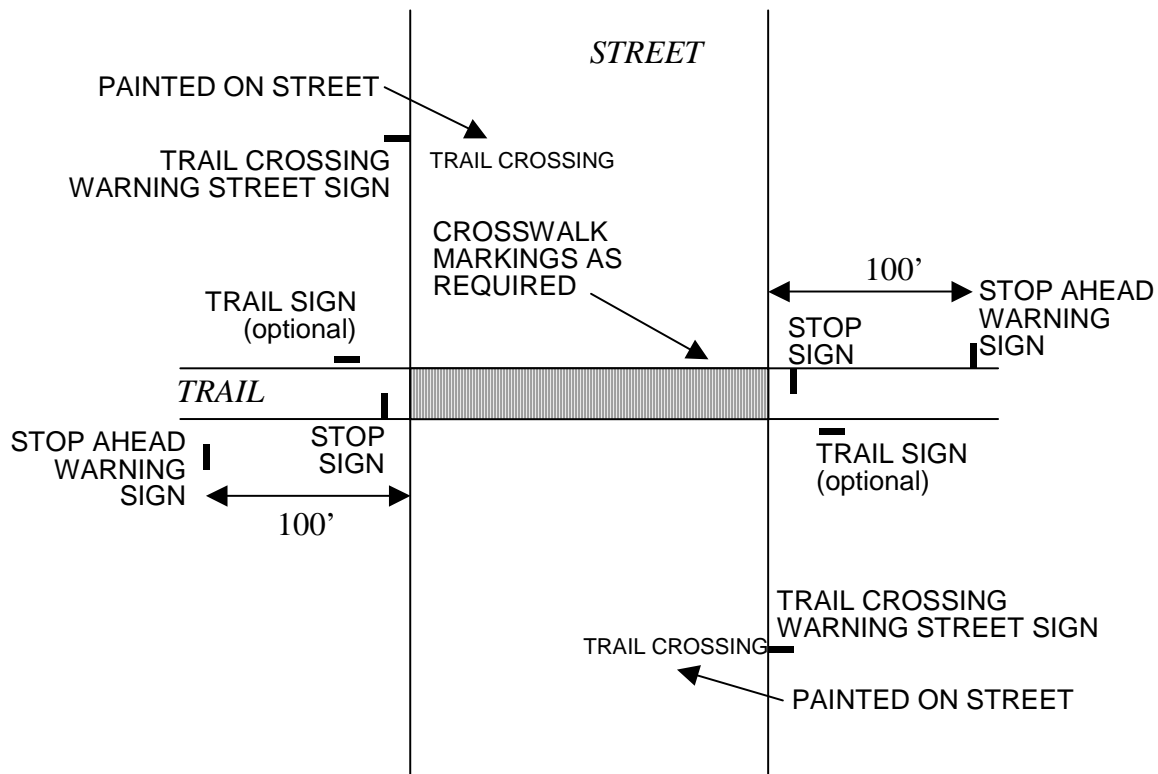 STREET
PAINTED ON STREET
TRAIL CROSSING
WARNING STREET SIGN
TRAIL CROSSING
CROSSWALK
MARKINGS AS
REQUIRED
100’
STOP AHEAD
WARNING
SIGN
TRAIL SIGN
(optional)
STOP
SIGN
TRAIL
STOP AHEAD
WARNING
SIGN
STOP
SIGN
TRAIL SIGN
(optional)
100’
TRAIL CROSSING
WARNING STREET SIGN
TRAIL CROSSING
PAINTED ON STREET